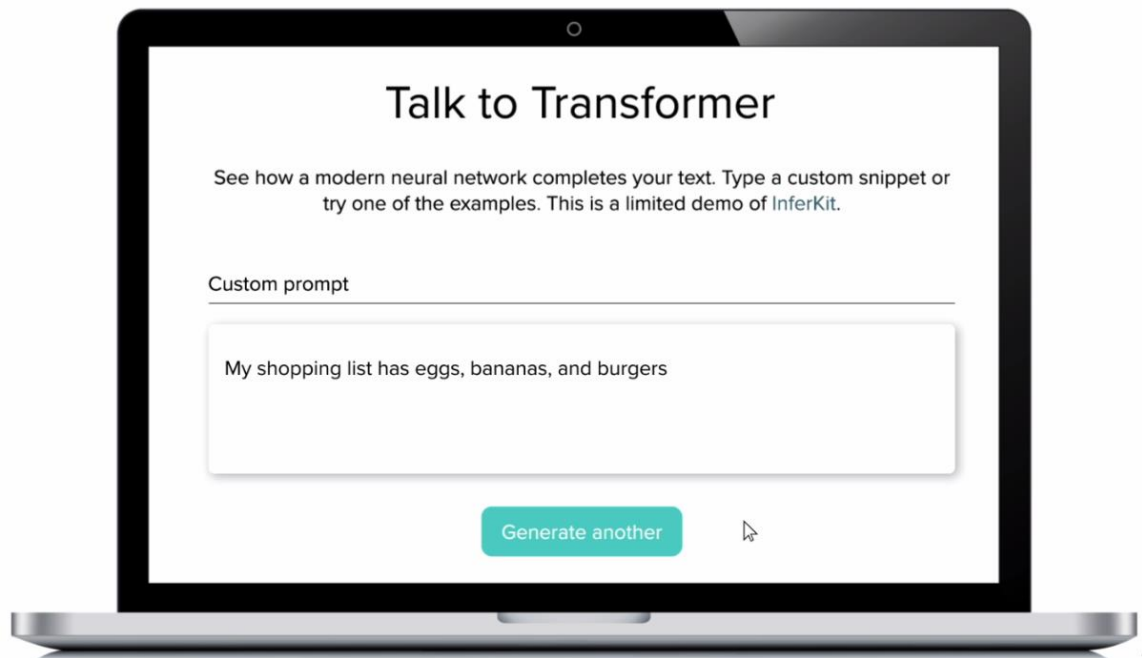 Talk to Transformer
See how a modern neural network completes your text. Type a custom snippet or
try one of the examples. This is a limited demo of InferKit.
Custom prompt
My shopping list has eggs, bananas, and burgers
Generate another